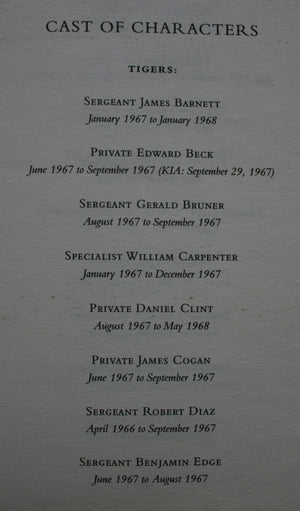 CAST OF CHARACTERS
TIGERS:
SERGEANT JAMES BARNETT
January 1967 to January 1968
PRIVATE EDWARD BECK
June 1967 to September 1967 (KIA: September 29, 1967)
SERGEANT GERALD BRUNER
August 1967 to September 1967
SPECIALIST WILLIAM CARPENTER
January 1967 to December 1967
PRIVATE DANIEL CLINT
August 1967 to May 1968
PRIVATE JAMES COGAN
June 1967 to September 1967
SERGEANT ROBERT DIAZ
April 1966 to September 1967
SERGEANT BENJAMIN EDGE
June 1967 to August 1967